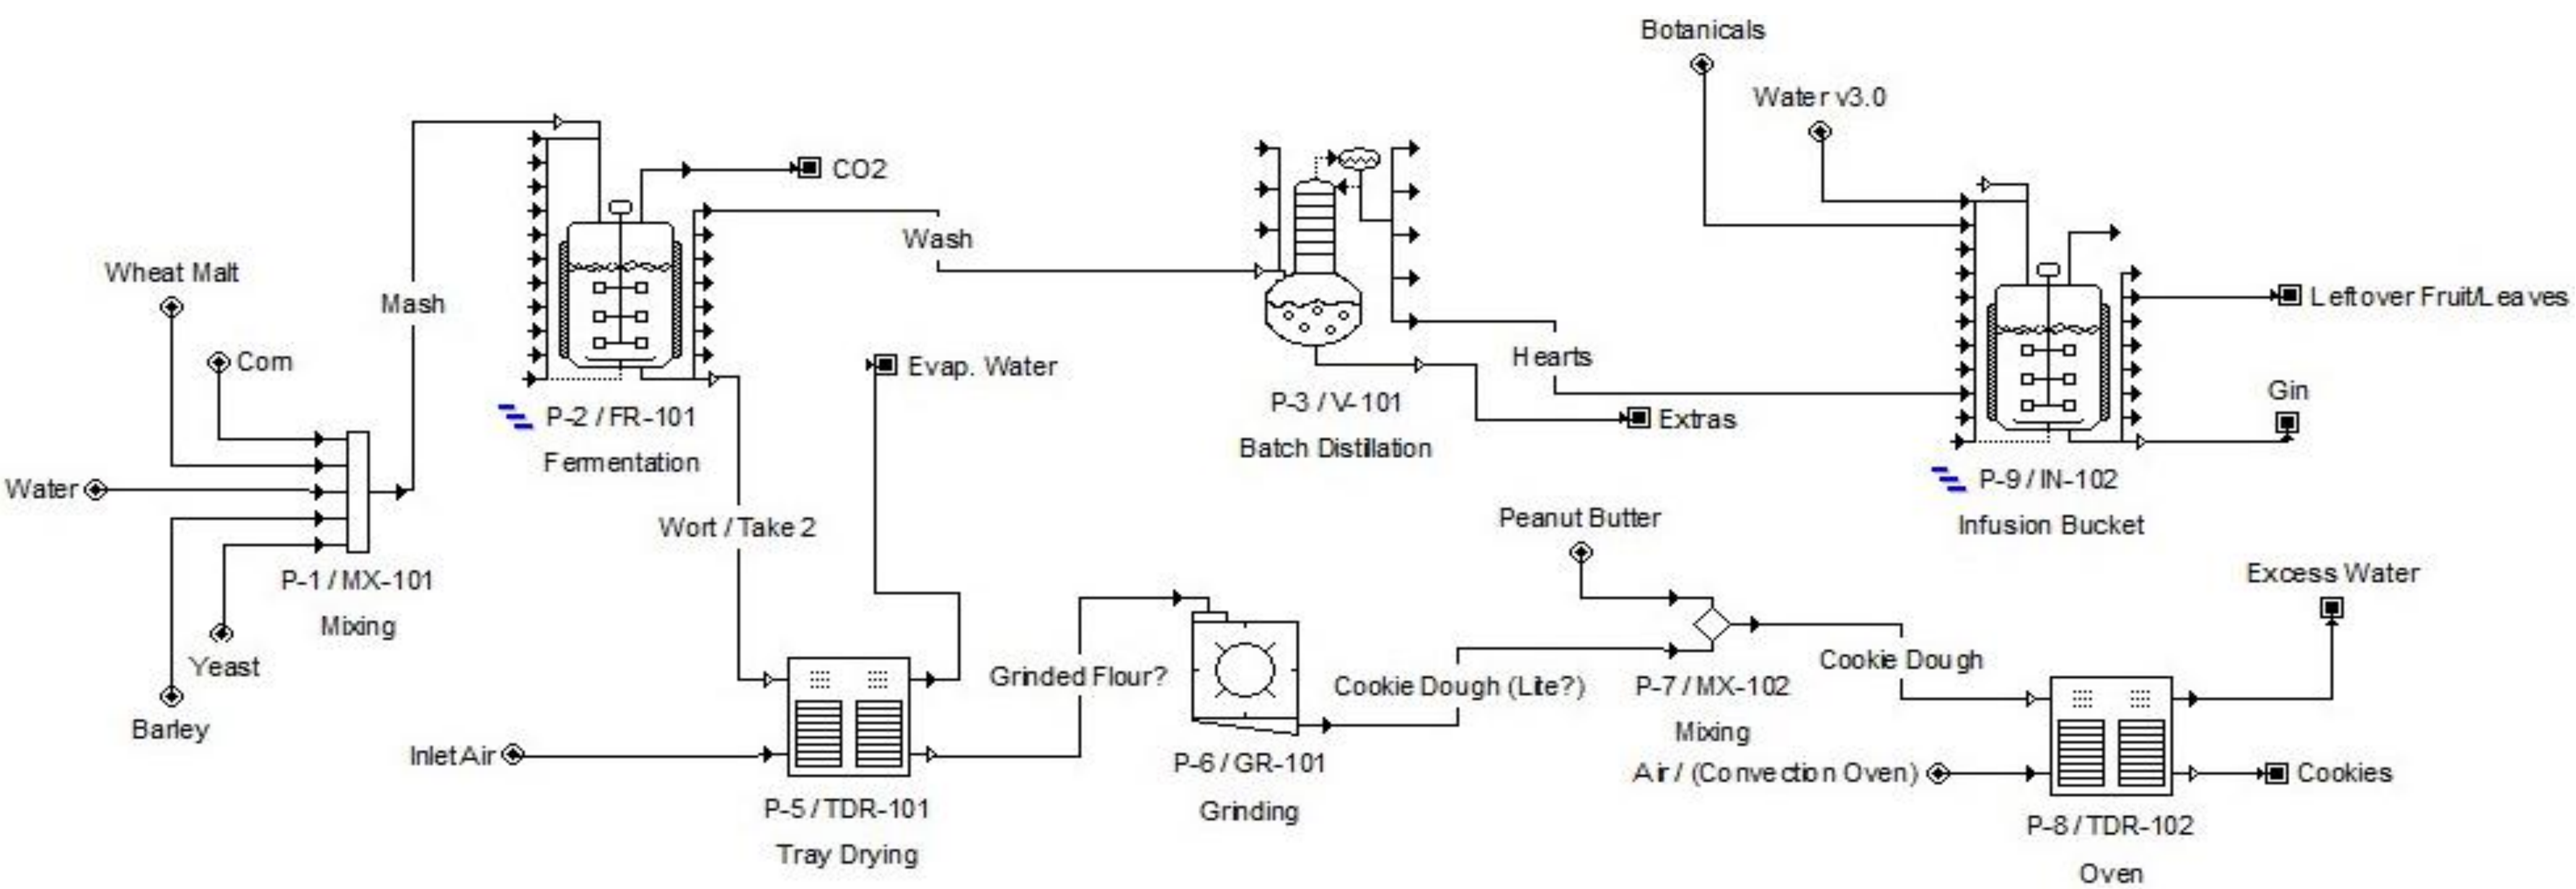 Botanicals
Water v3.0
CO2
Wash
Wheat Malt
Mash
Leftover Fruit/Leaves
Corn
Evap. Water
Hearts
Gin
P-2 / FR-101
Fermentation
P-3 / V-101
Batch Distillation
Extras
Water
P-9 / IN-102
Infusion Bucket
Wort / Take 2
Peanut Butter
P-1 / MX-101
Mixing
Excess Water
Yeast
Barley
Grinded Flour?
Cookie Dough (Lite?)
Cookie Dough
P-7 / MX-102
Mixing
Inlet Air
P-6 / GR-101
Grinding
Air / (Convection Oven)
Cookies
P-5 / TDR-101
Tray Drying
P-8 / TDR-102
Oven